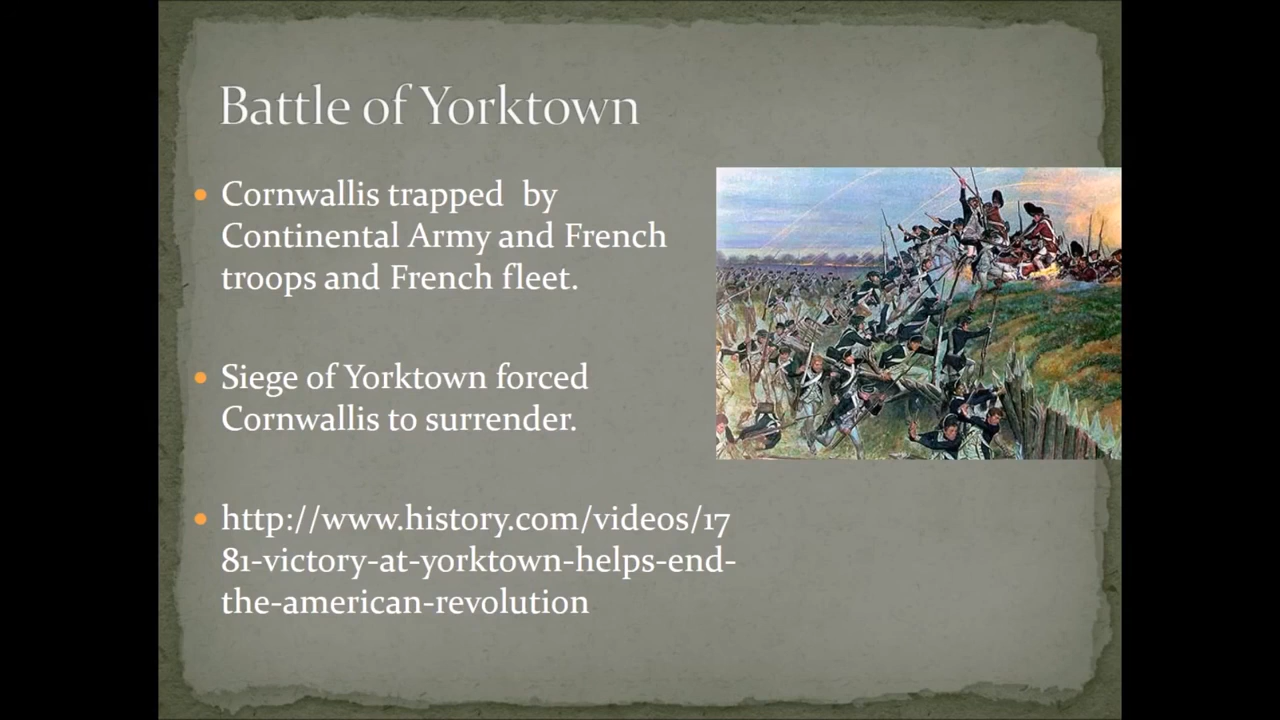 Battle of Yorktown
• Cornwallis trapped  by
Continental Army and French
troops and French fleet.
• Siege of Yorktown forced
Cornwallis to surrender.
• http://www.history.com/videos/17
81-victory-at-yorktown-helps-end-
the-american-revolution